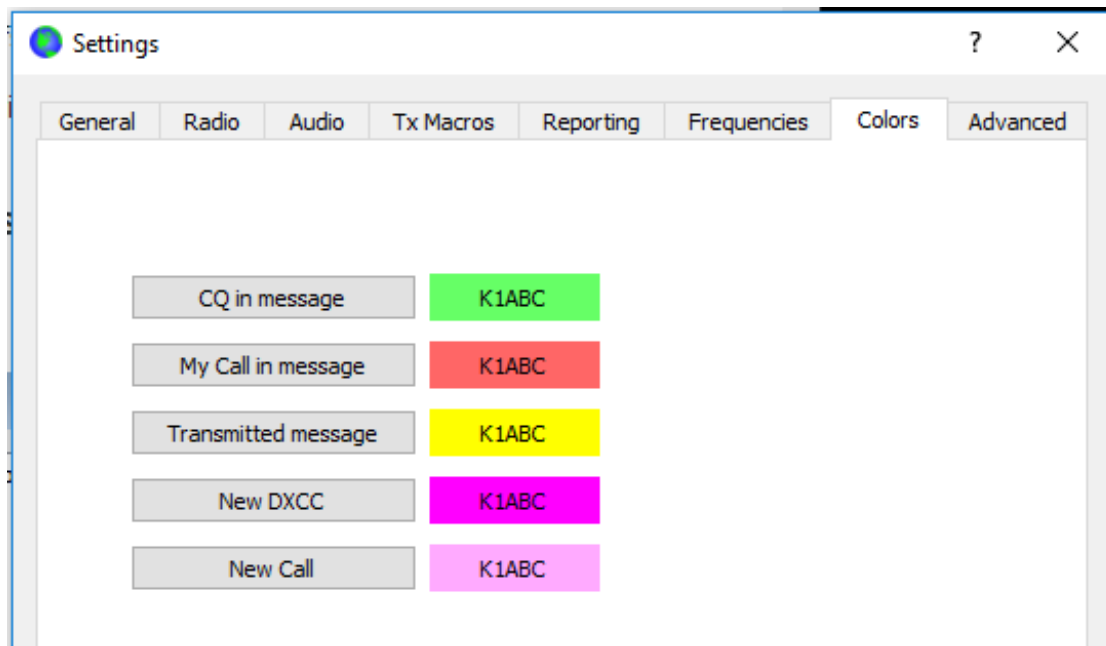 Settings
?
General Radio Audio Tx Macros Reporting Frequencies Colors Advanced
CQ in message K1ABC
My Call in message K1ABC
Transmitted message K1ABC
New DXCC K1ABC
New Call K1ABC